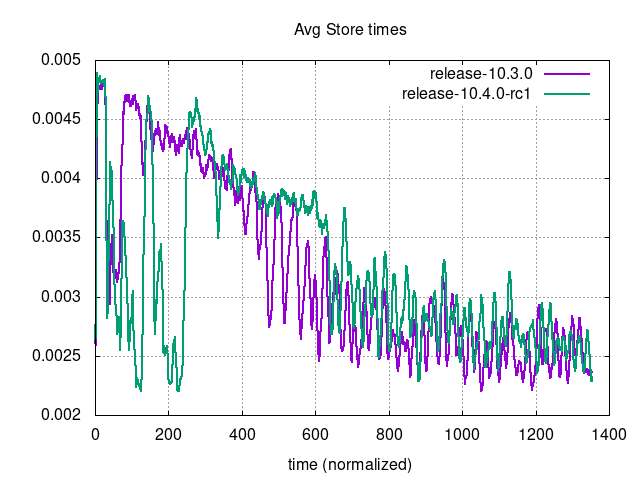 Avg Store times
0.005
release-10.3.0
release-10.4.0-rc1
0.0045
0.004
0.0035
0.003
0.0025
0.002
0 200 400 600 800 1000 1200 1400
time (normalized)